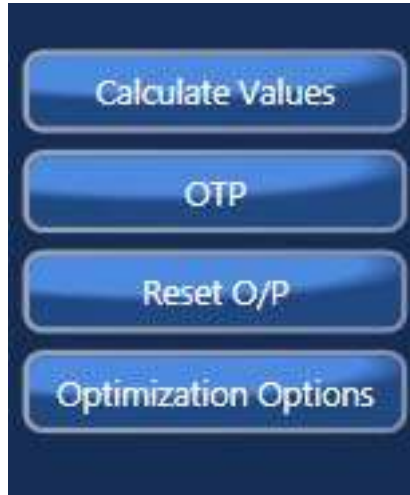 Calculate Values
OTP
Reset O/P
Optimization Options